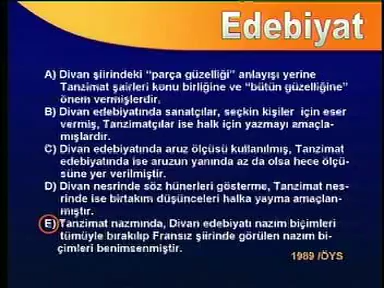 Edebiyat
A) Divan şiirindeki "parça güzelliği" anlayışı yerine
Tanzimat şairleri konu birliğine ve "bütün güzelliğine"
önem vermişlerdir.
B) Divan edebiyatında sanatçılar, seçkin kişiler için eser
vermiş, Tanzimatçılar ise halk için yazmayı amaçla-
mışlardır.
C) Divan edebiyatında aruz ölçüsü kullanılmış, Tanzimat
edebiyatında ise aruzun yanında az da olsa hece ölçü-
süne yer verilmiştir.
D) Divan nesrinde söz hünerleri gösterme, Tanzimat nes-
rinde ise birtakım düşünceleri halka yayma amaçlan-
mıştır.
E) Tanzimat nazmında, Divan edebiyatı nazım biçimleri
tümüyle bırakılıp Fransız şiirinde görülen nazım bi-
çimleri benimsenmiştir.
1989 /ÖYS